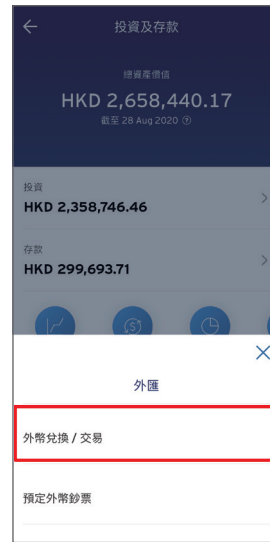 投資及存款
總資產價值
HKD 2,658,440.17
截至 28 Aug 2020
投資
HKD 2,358,746.46
存款
HKD 299,693.71
外匯
外幣兌換 / 交易
預定外幣鈔票